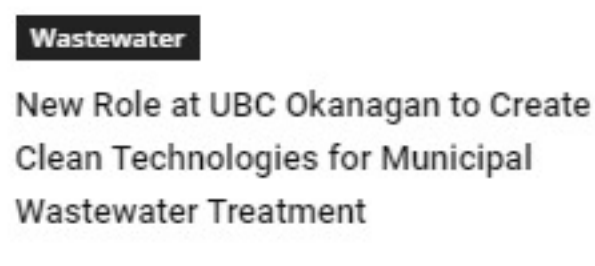 Wastewater
New Role at UBC Okanagan to Create
Clean Technologies for Municipal
Wastewater Treatment